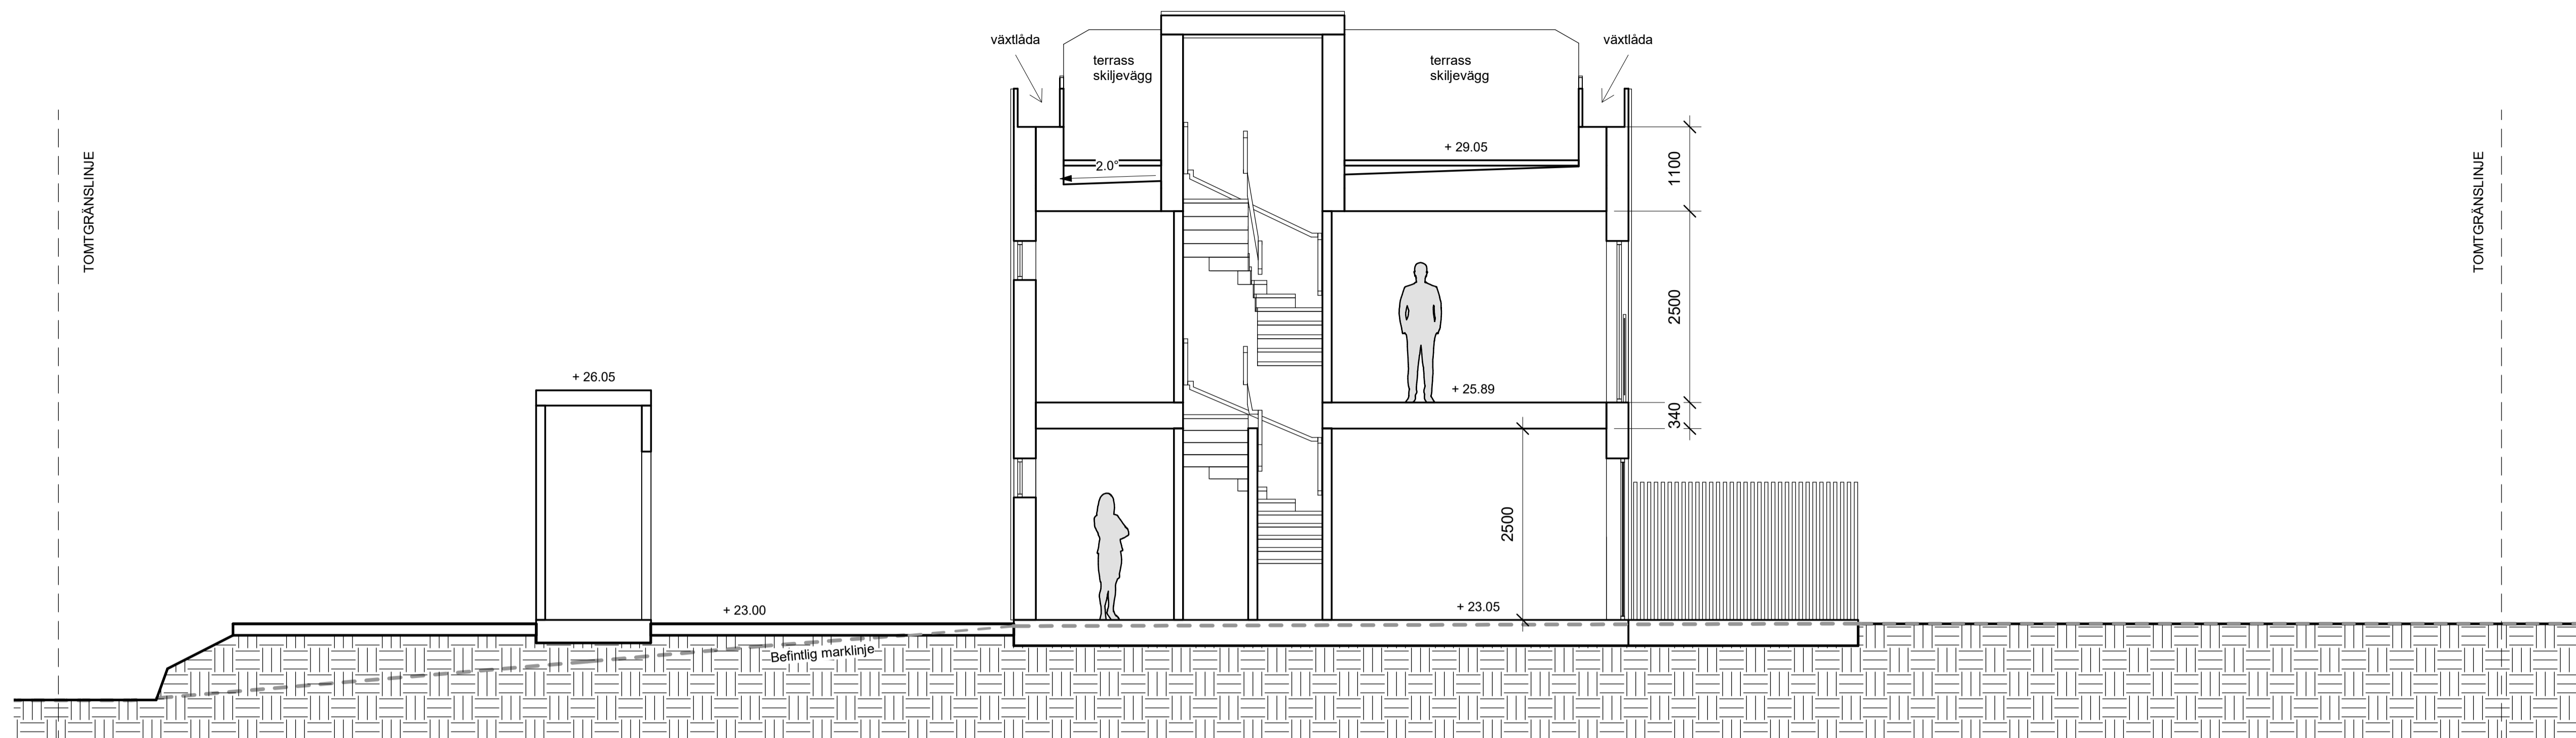 växtlåda
terrass
skiljevägg
terrass
skiljevägg
växtlåda
TOMTGRÄNSLINJE
2.0°
+ 29.05
1100
TOMTGRÄNSLINJE
2500
+ 26.05
+ 25.89
340
2500
+ 23.00
+ 23.05
Befintlig marklinje